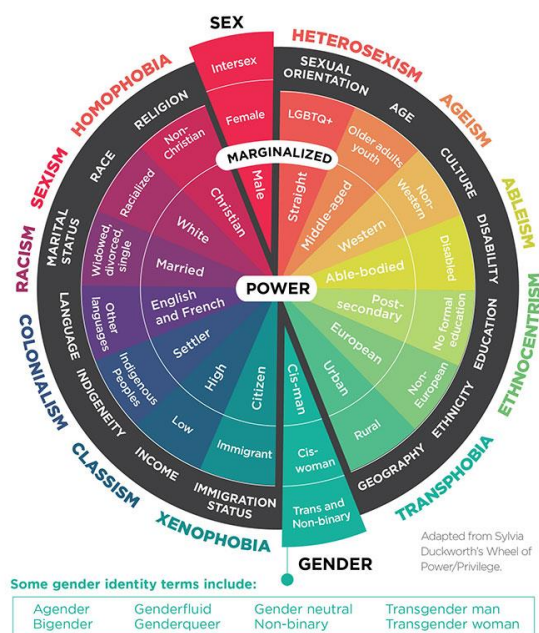 SEX
Intersex
Female
Male
HETEROSEXISM
SEXUAL
ORIENTATION
LGBTQ+
Straight
AGEISM
AGE
Older adults
youth
Middle-aged
CULTURE
Non-
Western
Western
ABLEISM
DISABILITY
Disabled
Able-bodied
EDUCATION
No formal
education
Post-
secondary
ETHNOCENTRISM
ETHNICITY
Non-
European
European
GEOGRAPHY
Rural
Urban
TRANSPHOBIA
Cis-man
Cis-
woman
Trans and
Non-binary
GENDER
XENOPHOBIA
IMMIGRATION
STATUS
Immigrant
Citizen
CLASSISM
INCOME
Low
High
COLONIALISM
INDIGENEITY
Indigenous
Peoples
Settler
LANGUAGE
Other
languages
English
and French
RACISM
MARITAL
STATUS
Widowed,
divorced,
single
Married
SEXISM
RACE
Racialized
White
HOMOPHOBIA
RELIGION
Non-
Christian
Christian
MARGINALIZED
POWER
Adapted from Sylvia
Duckworth's Wheel of
Power/Privilege.
Some gender identity terms include:
Agender Genderfluid Gender neutral Transgender man
Bigender Genderqueer Non-binary Transgender woman